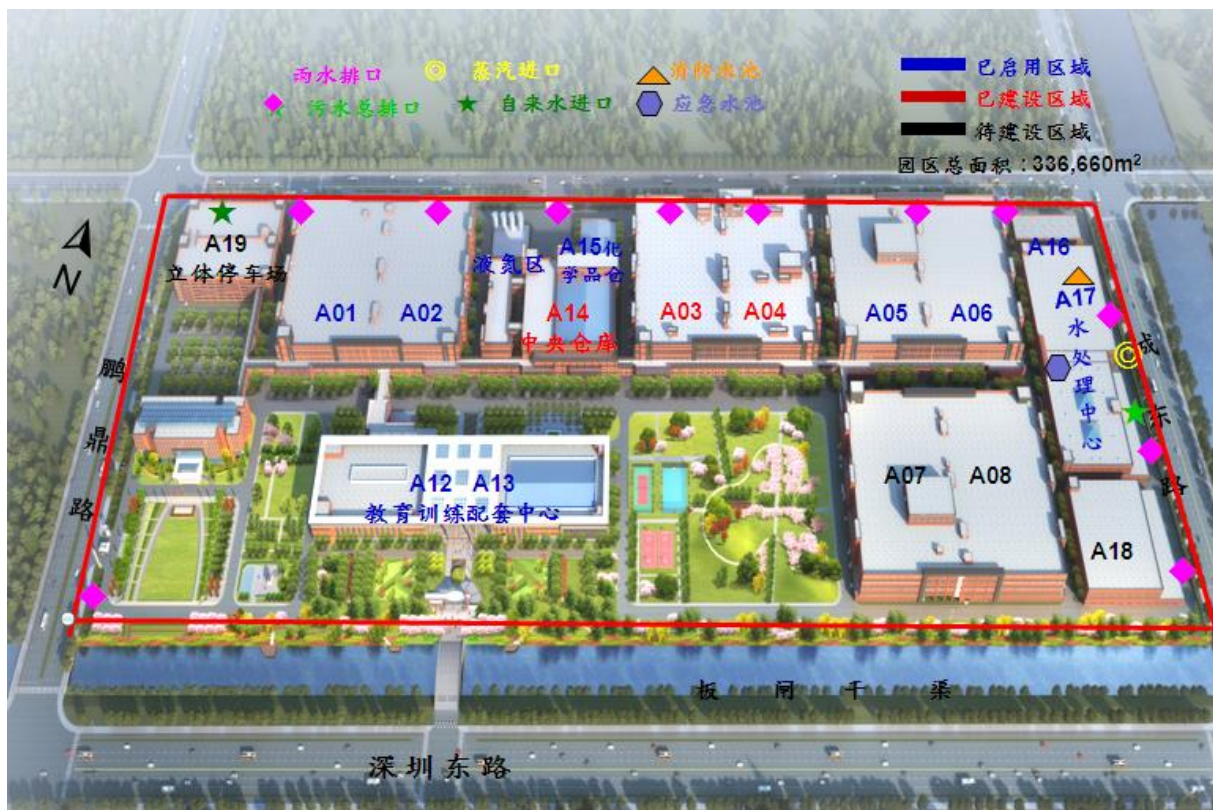 雨水排口
蒸汽进口
消防水池
污水总排口
自来水进口
应急水池
已启用区域
已建设区域
待建设区域
园区总面积：336,660m²
N
A19
立体停车场
A01
A02
液氮区
A15化
学品仓
A14
中央仓库
A03
A04
A05
A06
A16
A17
水处理中心
鹏鼎路
成东路
A12
A13
教育训练配套中心
A07
A08
A18
板闸干渠
深圳东路